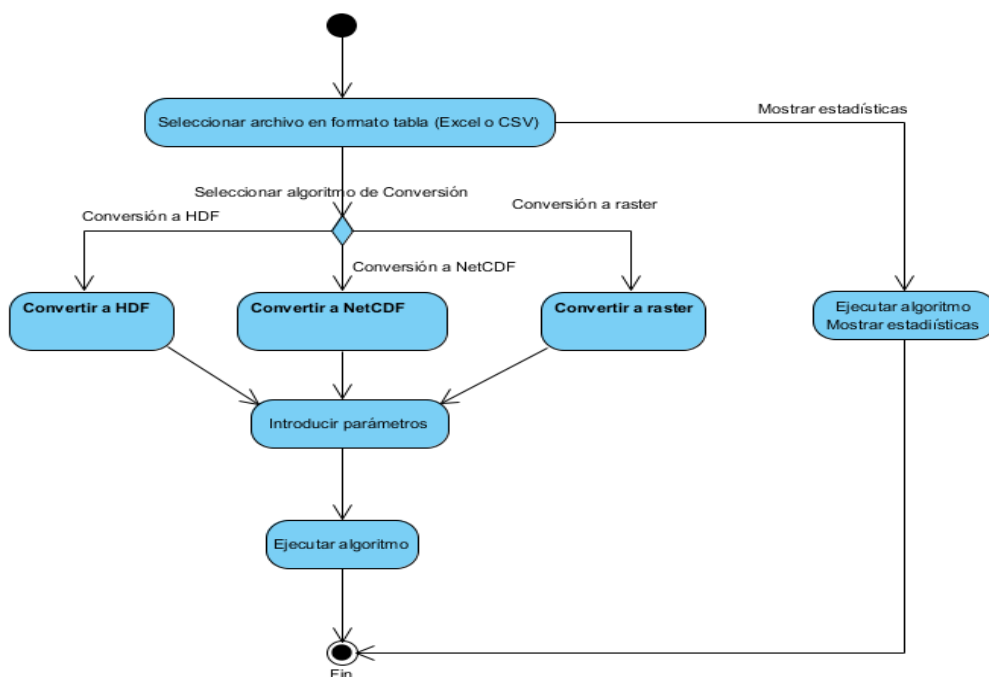 Mostrar estadísticas
Seleccionar archivo en formato tabla (Excel o CSV)
Seleccionar algoritmo de Conversión
Conversión a HDF
Conversión a raster
Conversión a NetCDF
Convertir a HDF
Convertir a NetCDF
Convertir a raster
Ejecutar algoritmo
Mostrar estadiísticas
Introducir parámetros
Ejecutar algoritmo
Fin